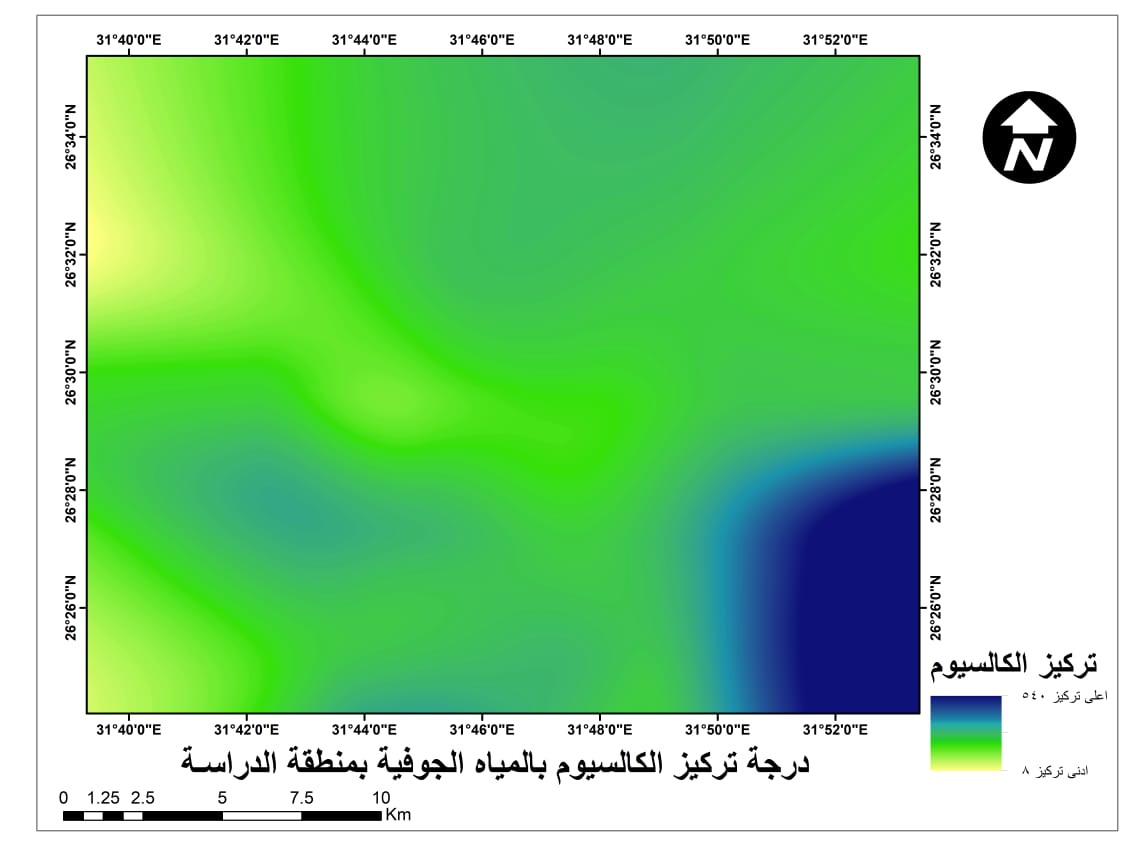 31°40'0"E 31°42'0"E 31°44'0"E 31°46'0"E 31°48'0"E 31°50'0"E 31°52'0"E
26°34'0"N 26°34'0"N
26°32'0"N 26°32'0"N
26°30'0"N 26°30'0"N
26°28'0"N 26°28'0"N
26°26'0"N 26°26'0"N
N
تركيز الكالسيوم
اعلى تركيز ٥٤٠
ادنى تركيز ٨
31°40'0"E 31°42'0"E 31°44'0"E 31°46'0"E 31°48'0"E 31°50'0"E 31°52'0"E
درجة تركيز الكالسيوم بالمياه الجوفية بمنطقة الدراسة
0 1.25 2.5 5 7.5 10
Km